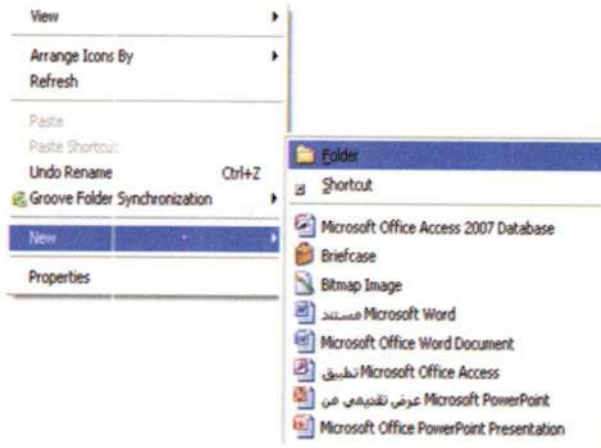 View
Arrange Icons By
Refresh
Paste
Paste Shortcut
Undo Rename Ctrl+Z
Groove Folder Synchronization
New
Properties
Folder
Shortcut
Microsoft Office Access 2007 Database
Briefcase
Bitmap Image
مستند Microsoft Word
Microsoft Office Word Document
تطبيق Microsoft Office Access
عرض تقديمي من Microsoft PowerPoint
Microsoft Office PowerPoint Presentation